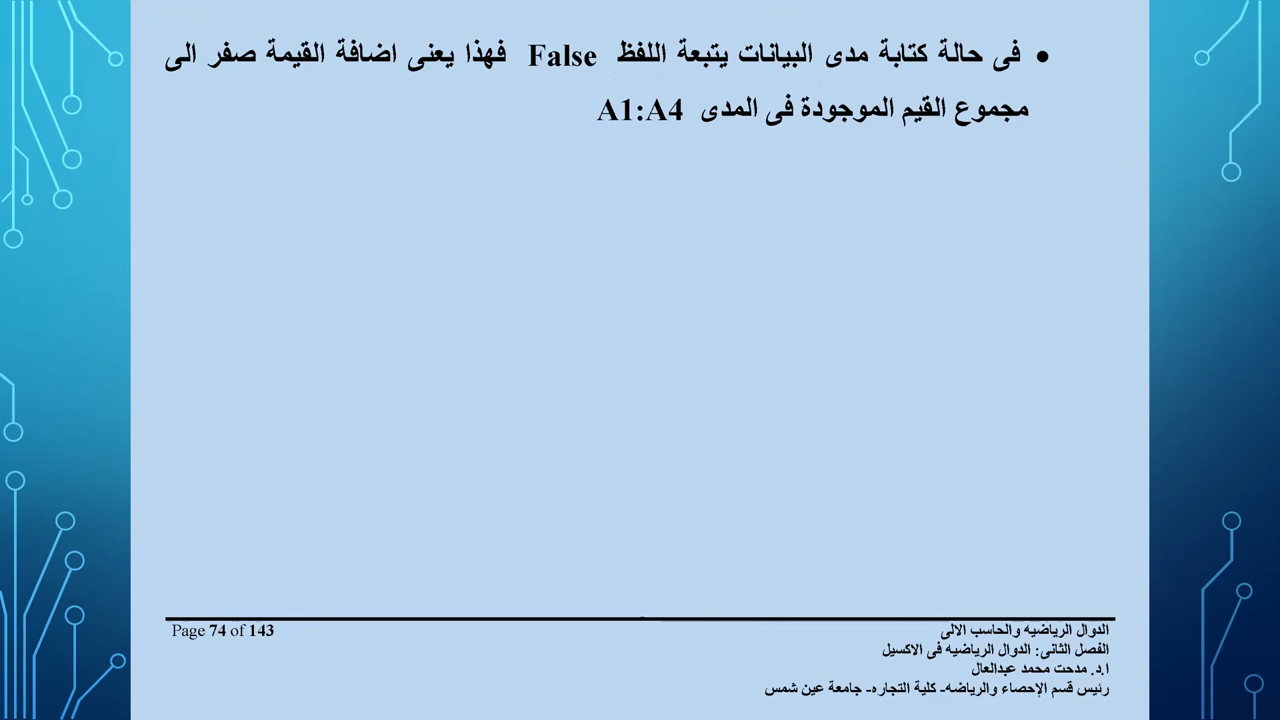 • فى حالة كتابة مدى البيانات يتبعة اللفظ False فهذا يعنى اضافة القيمة صفر الى
مجموع القيم الموجودة فى المدى A1:A4
الدوال الرياضيه والحاسب الالى
Page 74 of 143
الفصل الثانى: الدوال الرياضيه فى الاكسيل
ا.د. مدحت محمد عبدالعال
رئيس قسم الإحصاء والرياضه- كلية التجاره- جامعة عين شمس